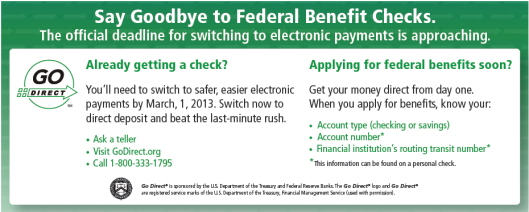 Say Goodbye to Federal Benefit Checks.
The official deadline for switching to electronic payments is approaching.
GO
DIRECT
SM
Already getting a check?
You'll need to switch to safer, easier electronic
payments by March, 1, 2013. Switch now to
direct deposit and beat the last-minute rush.
• Ask a teller
• Visit GoDirect.org
• Call 1-800-333-1795
Applying for federal benefits soon?
Get your money direct from day one.
When you apply for benefits, know your:
• Account type (checking or savings)
• Account number*
• Financial institution's routing transit number*
*This information can be found on a personal check.
Go Direct® is sponsored by the U.S. Department of the Treasury and Federal Reserve Banks. The Go Direct® logo and Go Direct®
are registered service marks of the U.S. Department of the Treasury, Financial Management Service (used with permission).